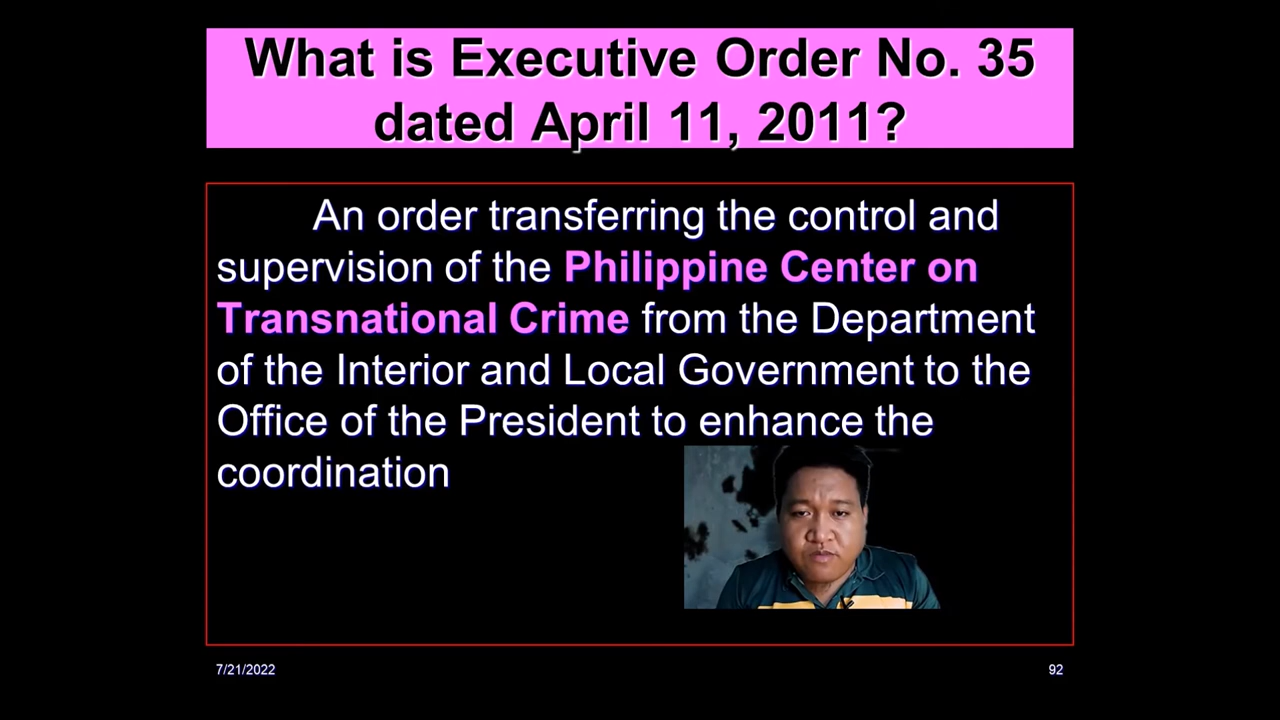 What is Executive Order No. 35
dated April 11, 2011?
An order transferring the control and
supervision of the Philippine Center on
Transnational Crime from the Department
of the Interior and Local Government to the
Office of the President to enhance the
coordination
7/21/2022
92